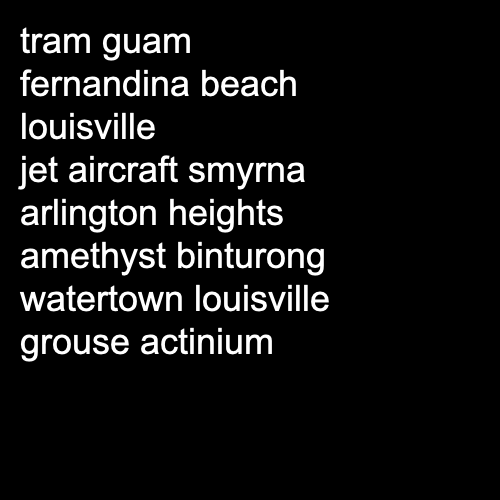 tram guam
fernandina beach
louisville
jet aircraft smyrna
arlington heights
amethyst binturong
watertown louisville
grouse actinium